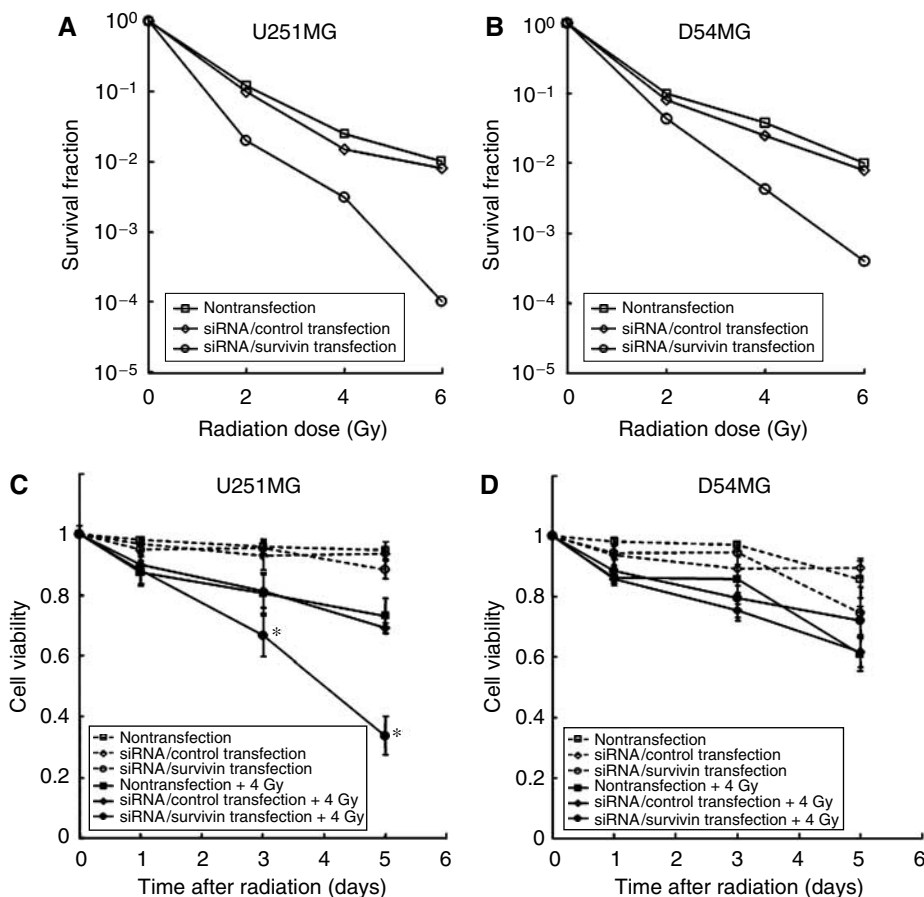 A
U251MG
10⁰
10⁻¹
10⁻²
10⁻³
10⁻⁴
10⁻⁵
Survival fraction
Nontransfection
siRNA/control transfection
siRNA/survivin transfection
0 2 4 6
Radiation dose (Gy)
B
D54MG
10⁰
10⁻¹
10⁻²
10⁻³
10⁻⁴
10⁻⁵
Survival fraction
Nontransfection
siRNA/control transfection
siRNA/survivin transfection
0 2 4 6
Radiation dose (Gy)
C
U251MG
1
0.8
0.6
0.4
0.2
0
Cell viability
*
*
Nontransfection
siRNA/control transfection
siRNA/survivin transfection
Nontransfection + 4 Gy
siRNA/control transfection + 4 Gy
siRNA/survivin transfection + 4 Gy
0 1 2 3 4 5 6
Time after radiation (days)
D
D54MG
1
0.8
0.6
0.4
0.2
0
Cell viability
Nontransfection
siRNA/control transfection
siRNA/survivin transfection
Nontransfection + 4 Gy
siRNA/control transfection + 4 Gy
siRNA/survivin transfection + 4 Gy
0 1 2 3 4 5 6
Time after radiation (days)